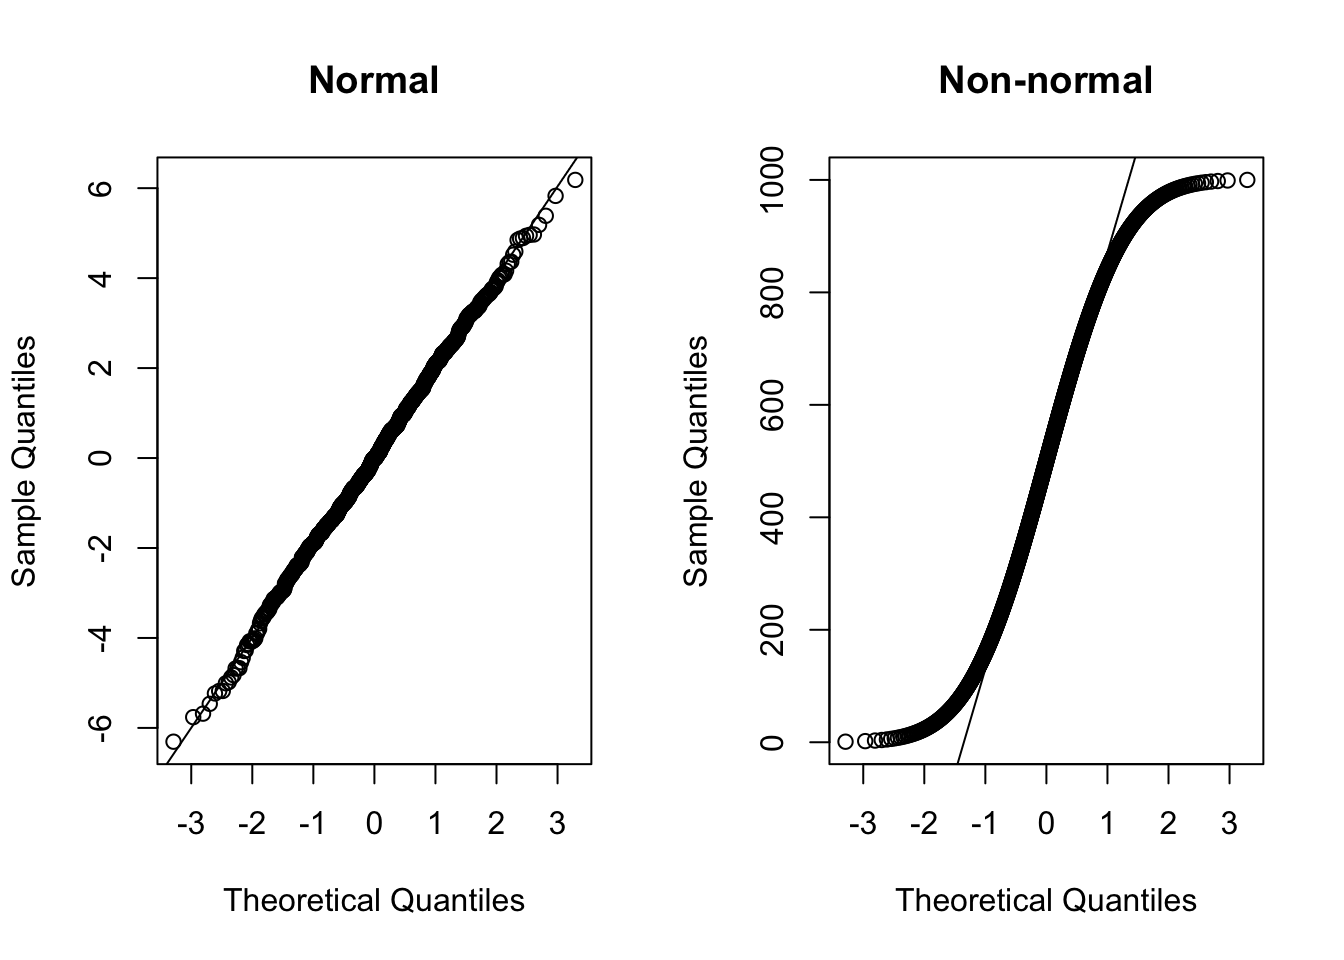 Normal
Sample Quantiles
6
4
2
0
-2
-4
-6
-3 -2 -1 0 1 2 3
Theoretical Quantiles
Non-normal
Sample Quantiles
1000
800
600
400
200
0
-3 -2 -1 0 1 2 3
Theoretical Quantiles